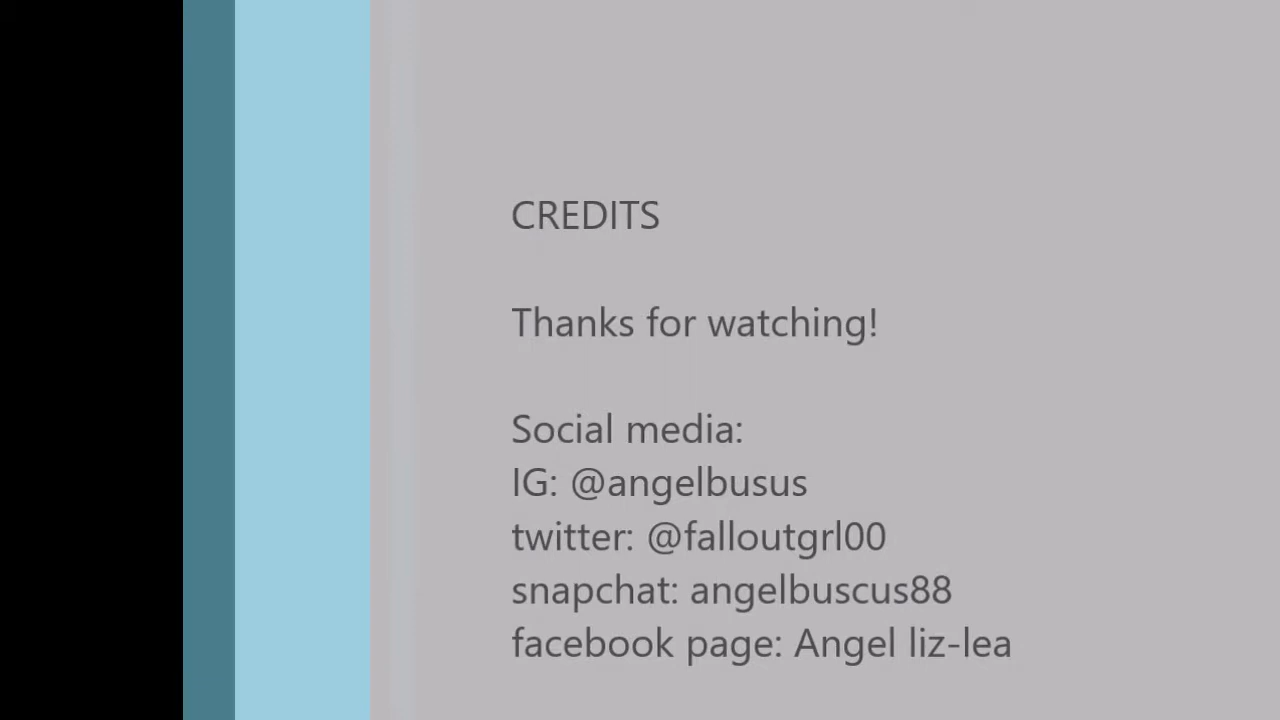 CREDITS
Thanks for watching!
Social media:
IG: @angelbusus
twitter: @falloutgrl00
snapchat: angelbuscus88
facebook page: Angel liz-lea